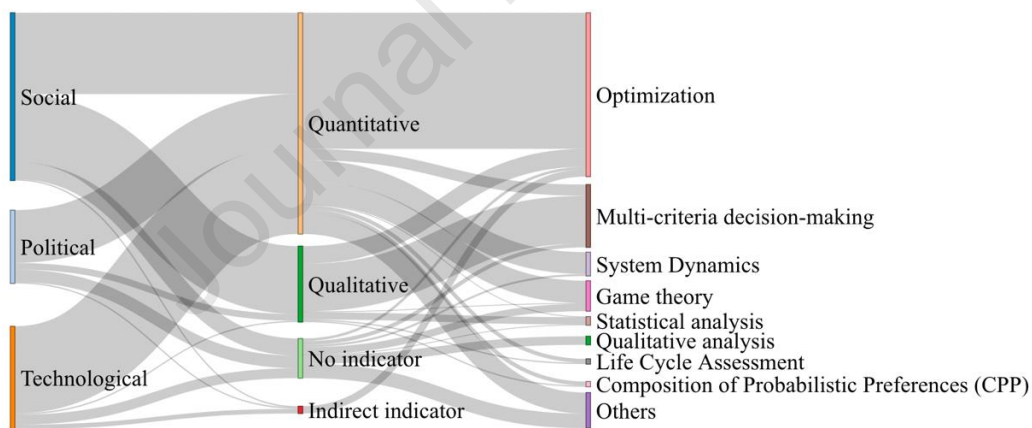 Social
Political
Technological
Quantitative
Qualitative
No indicator
Indirect indicator
Optimization
Multi-criteria decision-making
System Dynamics
Game theory
Statistical analysis
Qualitative analysis
Life Cycle Assessment
Composition of Probabilistic Preferences (CPP)
Others
Journal